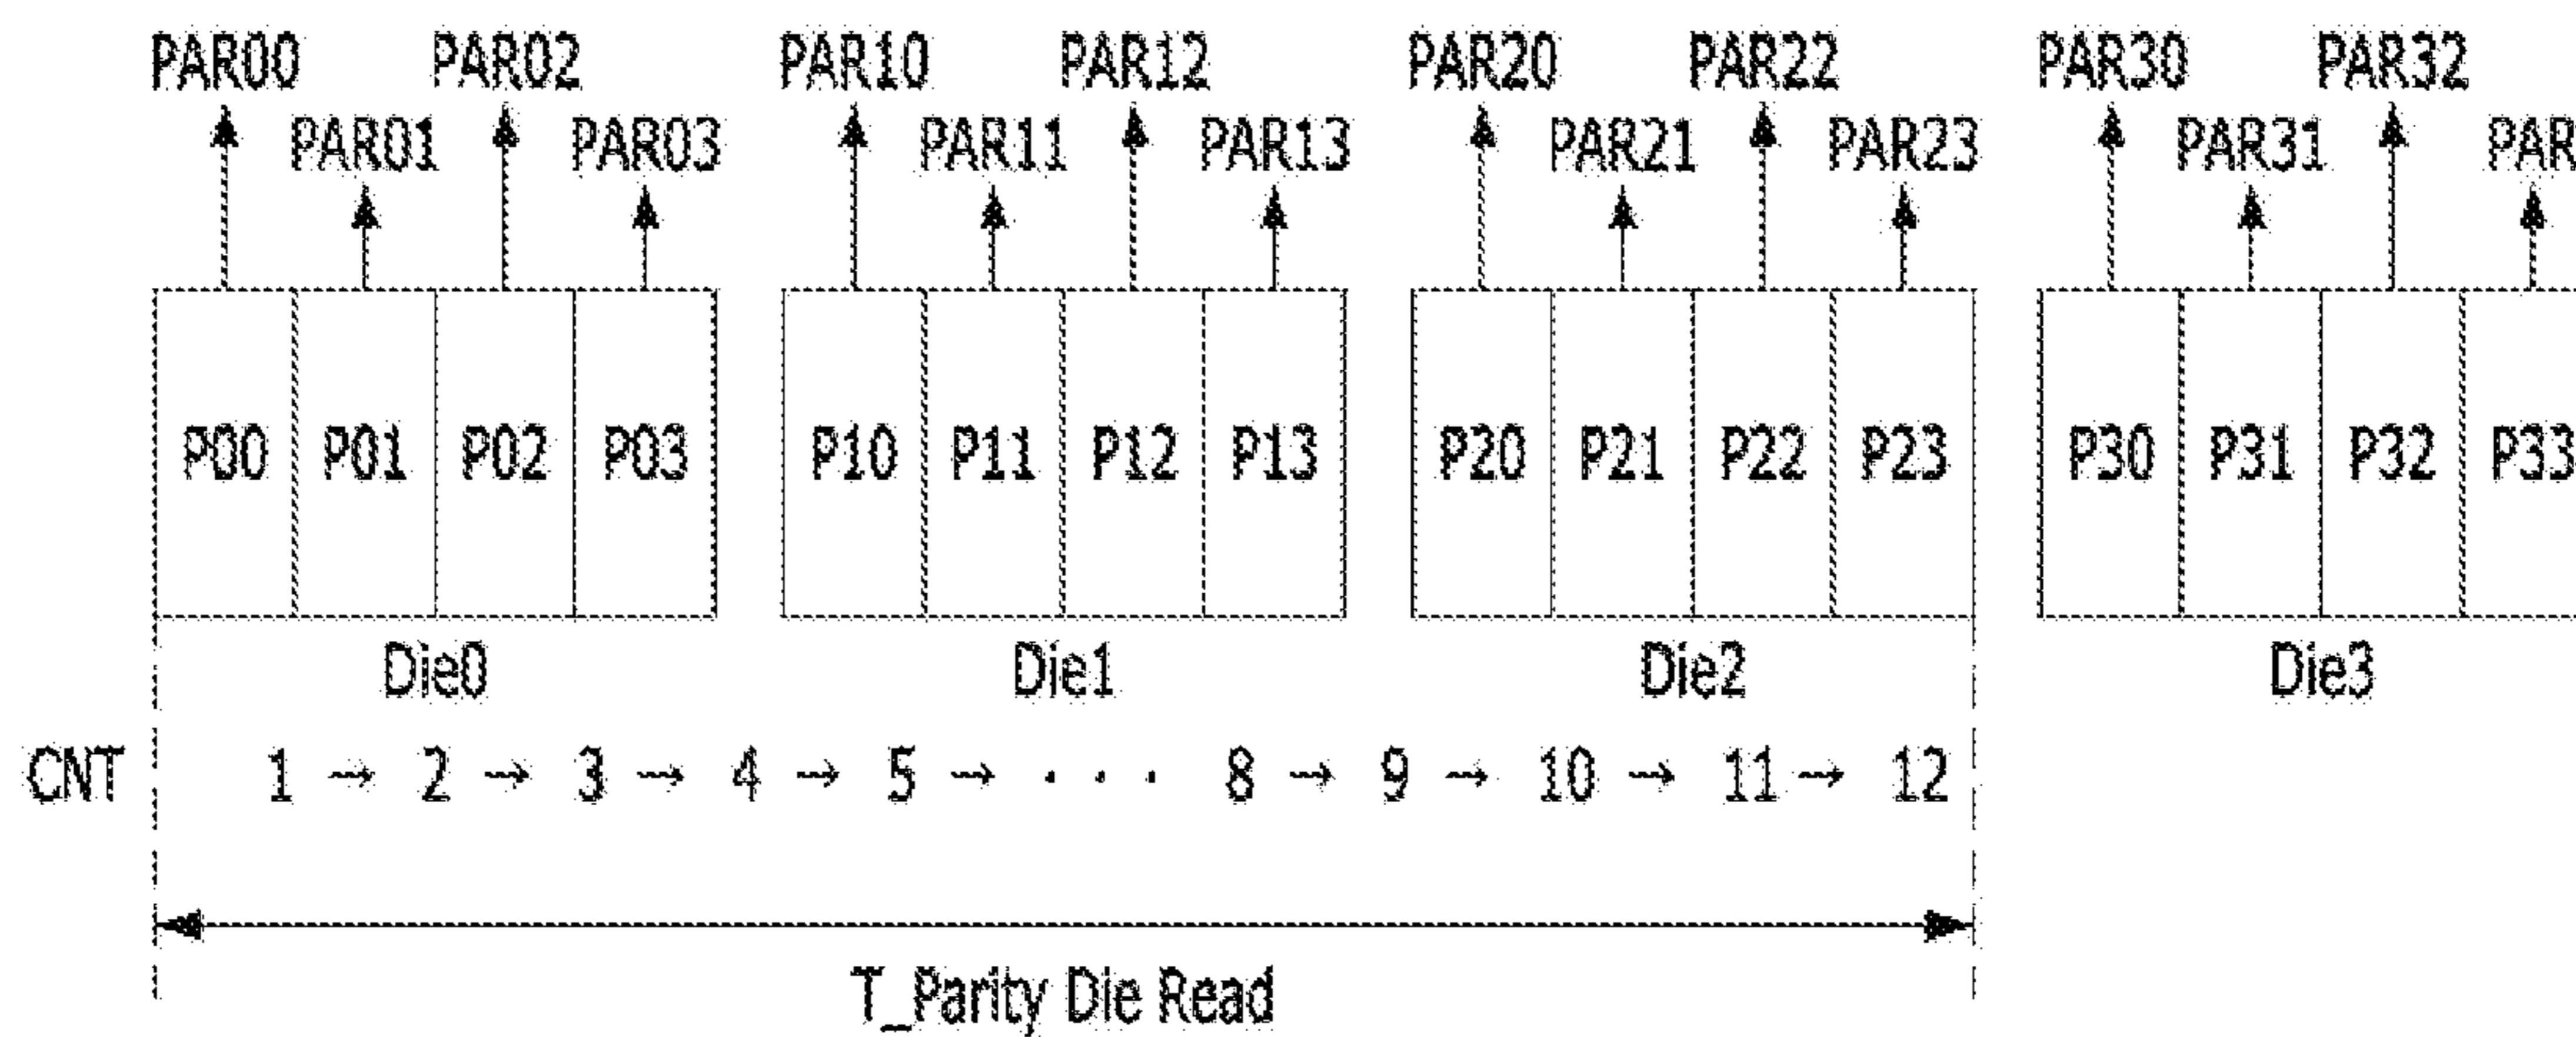 PAR00 PAR02 PAR10 PAR12 PAR20 PAR22 PAR30 PAR32
PAR01 PAR03 PAR11 PAR13 PAR21 PAR23 PAR31 PAR
P00 P01 P02 P03 P10 P11 P12 P13 P20 P21 P22 P23 P30 P31 P32 P33
Die0 Die1 Die2 Die3
CNT 1 → 2 → 3 → 4 → 5 → · · · 8 → 9 → 10 → 11 → 12
T_Parity Die Read